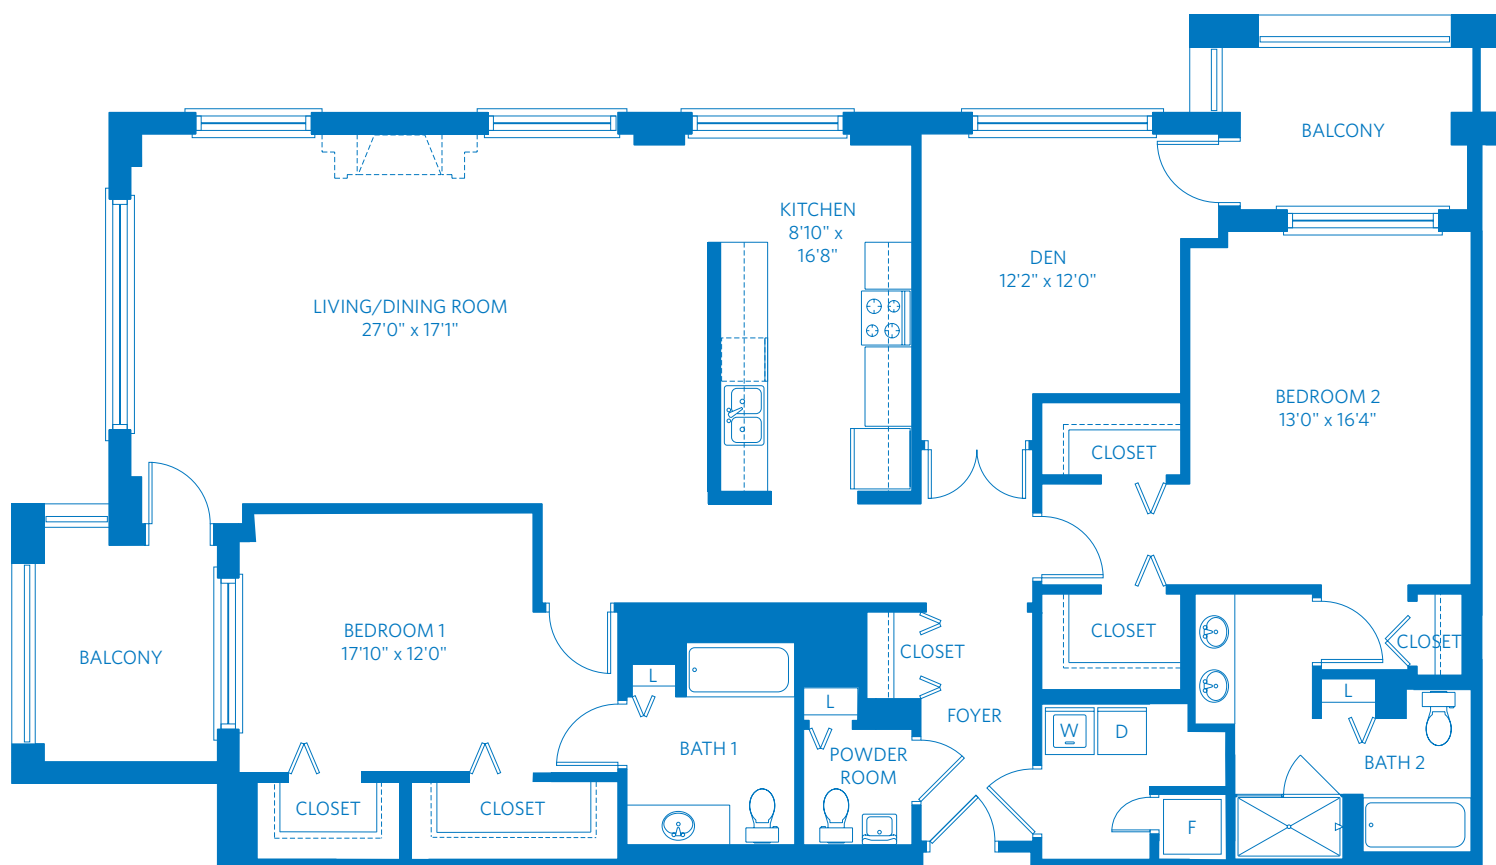 BALCONY
KITCHEN
8'10" x
16'8"
DEN
12'2" x 12'0"
LIVING/DINING ROOM
27'0" x 17'1"
BEDROOM 2
13'0" x 16'4"
CLOSET
BEDROOM 1
17'10" x 12'0"
CLOSET
CLOSET
CLOSET
BALCONY
L
L
L
FOYER
W
D
BATH 1
POWDER
ROOM
BATH 2
CLOSET
CLOSET
F